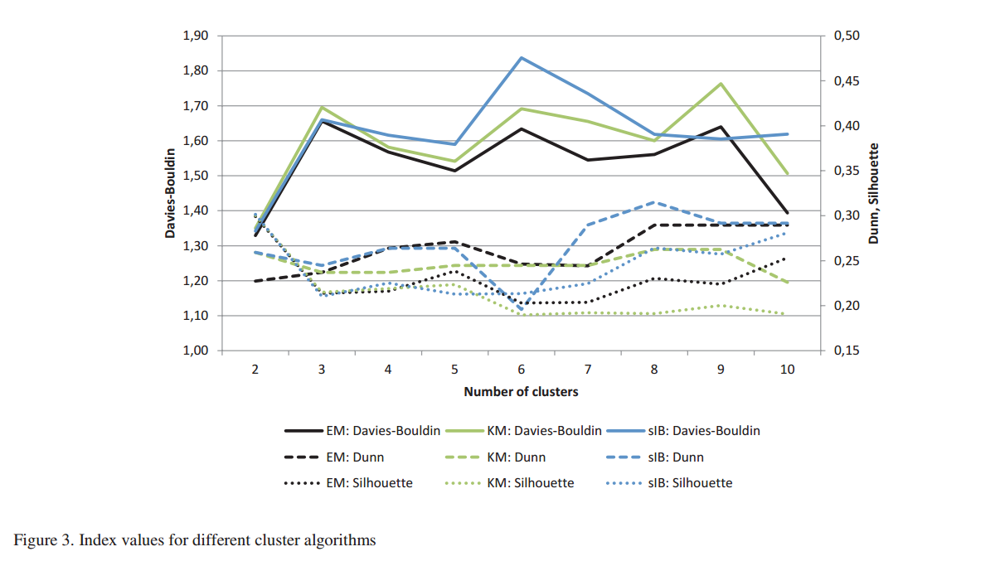 1,90
1,80
1,70
1,60
1,50
1,40
1,30
1,20
1,10
1,00
Davies-Bouldin
0,50
0,45
0,40
0,35
0,30
0,25
0,20
0,15
Dunn, Silhouette
2 3 4 5 6 7 8 9 10
Number of clusters
EM: Davies-Bouldin KM: Davies-Bouldin sIB: Davies-Bouldin
EM: Dunn KM: Dunn sIB: Dunn
EM: Silhouette KM: Silhouette sIB: Silhouette
Figure 3. Index values for different cluster algorithms